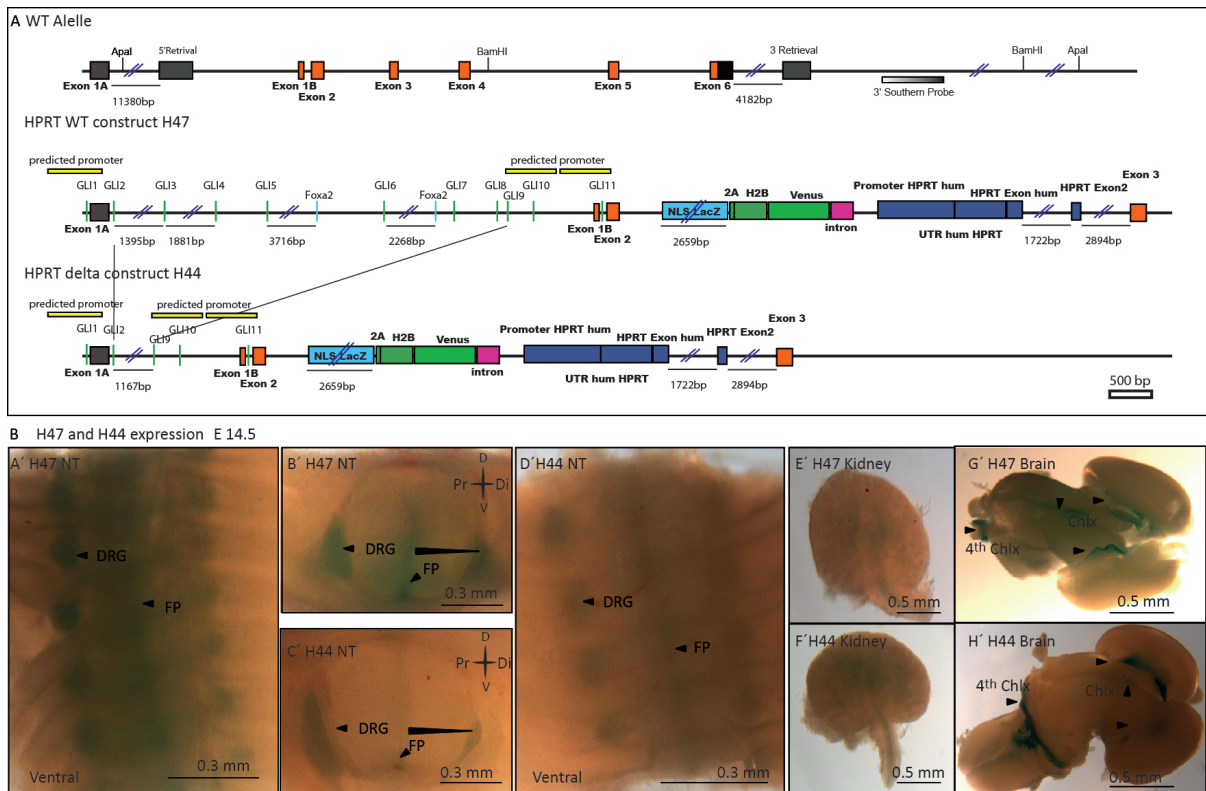 A WT Alelle
ApaI 5'Retrival BamHI 3 Retrieval BamHI ApaI
Exon 1A Exon 1B Exon 2 Exon 3 Exon 4 Exon 5 Exon 6
11380bp 4182bp 3' Southern Probe
HPRT WT construct H47
predicted promoter predicted promoter
GLI1 GLI2 GLI3 GLI4 GLI5 Foxa2 GLI6 Foxa2 GLI7 GLI8 GLI9 GLI10 GLI11
2A H2B Venus Promoter HPRT hum HPRT Exon hum HPRT Exon2 Exon 3
NLS LacZ
Exon 1A Exon 1B Exon 2 intron UTR hum HPRT
1395bp 1881bp 3716bp 2268bp 2659bp 1722bp 2894bp
HPRT delta construct H44
predicted promoter predicted promoter
GLI1 GLI2 GLI9 GLI10 GLI11
2A H2B Venus Promoter HPRT hum HPRT Exon hum HPRT Exon2 Exon 3
NLS LacZ
Exon 1A Exon 1B Exon 2 intron UTR hum HPRT
1167bp 2659bp 1722bp 2894bp
500 bp
B H47 and H44 expression E 14.5
A´ H47 NT
DRG
FP
Ventral
0.3 mm
B´ H47 NT
D
Pr Di
V
DRG
FP
0.3 mm
C´ H44 NT
D
Pr Di
V
DRG
FP
0.3 mm
D´H44 NT
DRG
FP
Ventral
0.3 mm
E´ H47 Kidney
0.5 mm
F´ H44 Kidney
0.5 mm
G´ H47 Brain
Chlx
4th Chlx
0.5 mm
H´ H44 Brain
4th Chlx
Chlx
0.5 mm